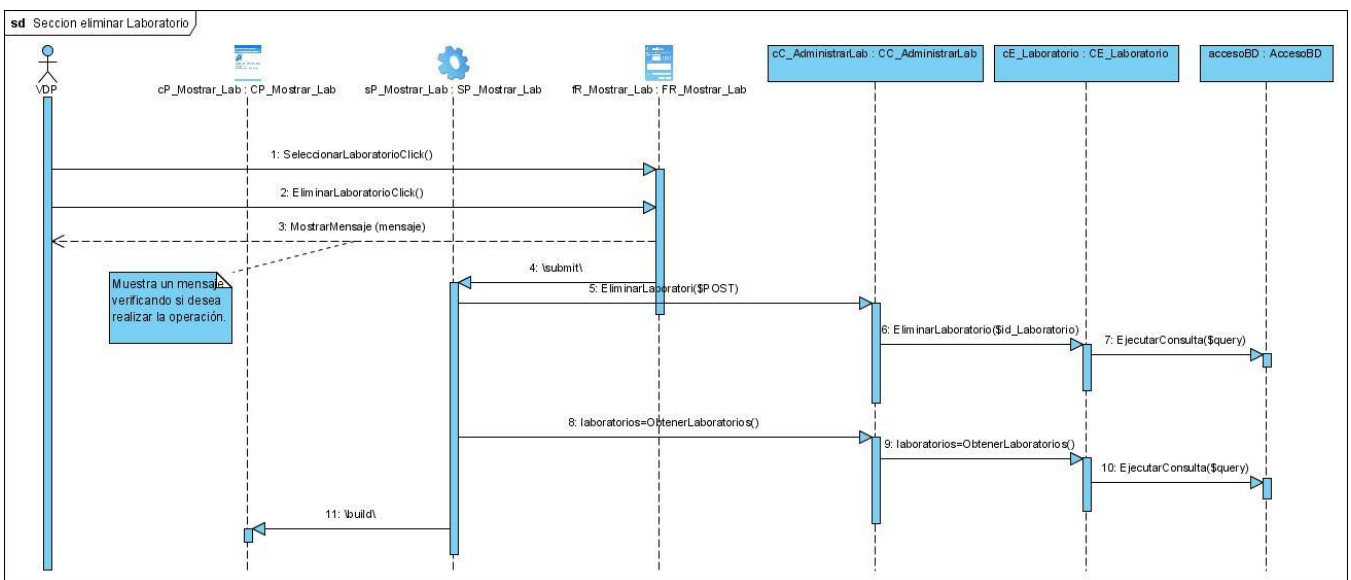 sd Seccion eliminar Laboratorio
VDP
cP_Mostrar_Lab : CP_Mostrar_Lab
sP_Mostrar_Lab : SP_Mostrar_Lab
fR_Mostrar_Lab : FR_Mostrar_Lab
cC_AdministrarLab : CC_AdministrarLab
cE_Laboratorio : CE_Laboratorio
accesoBD : AccesoBD
1: SeleccionarLaboratorioClick()
2: EliminarLaboratorioClick()
3: MostrarMensaje (mensaje)
Muestra un mensaje
verificando si desea
realizar la operación.
4: \submit\
5: EliminarLaboratori($POST)
6: EliminarLaboratorio($id_Laboratorio)
7: EjecutarConsulta($query)
8: laboratorios=ObtenerLaboratorios()
9: laboratorios=ObtenerLaboratorios()
10: EjecutarConsulta($query)
11: \build\